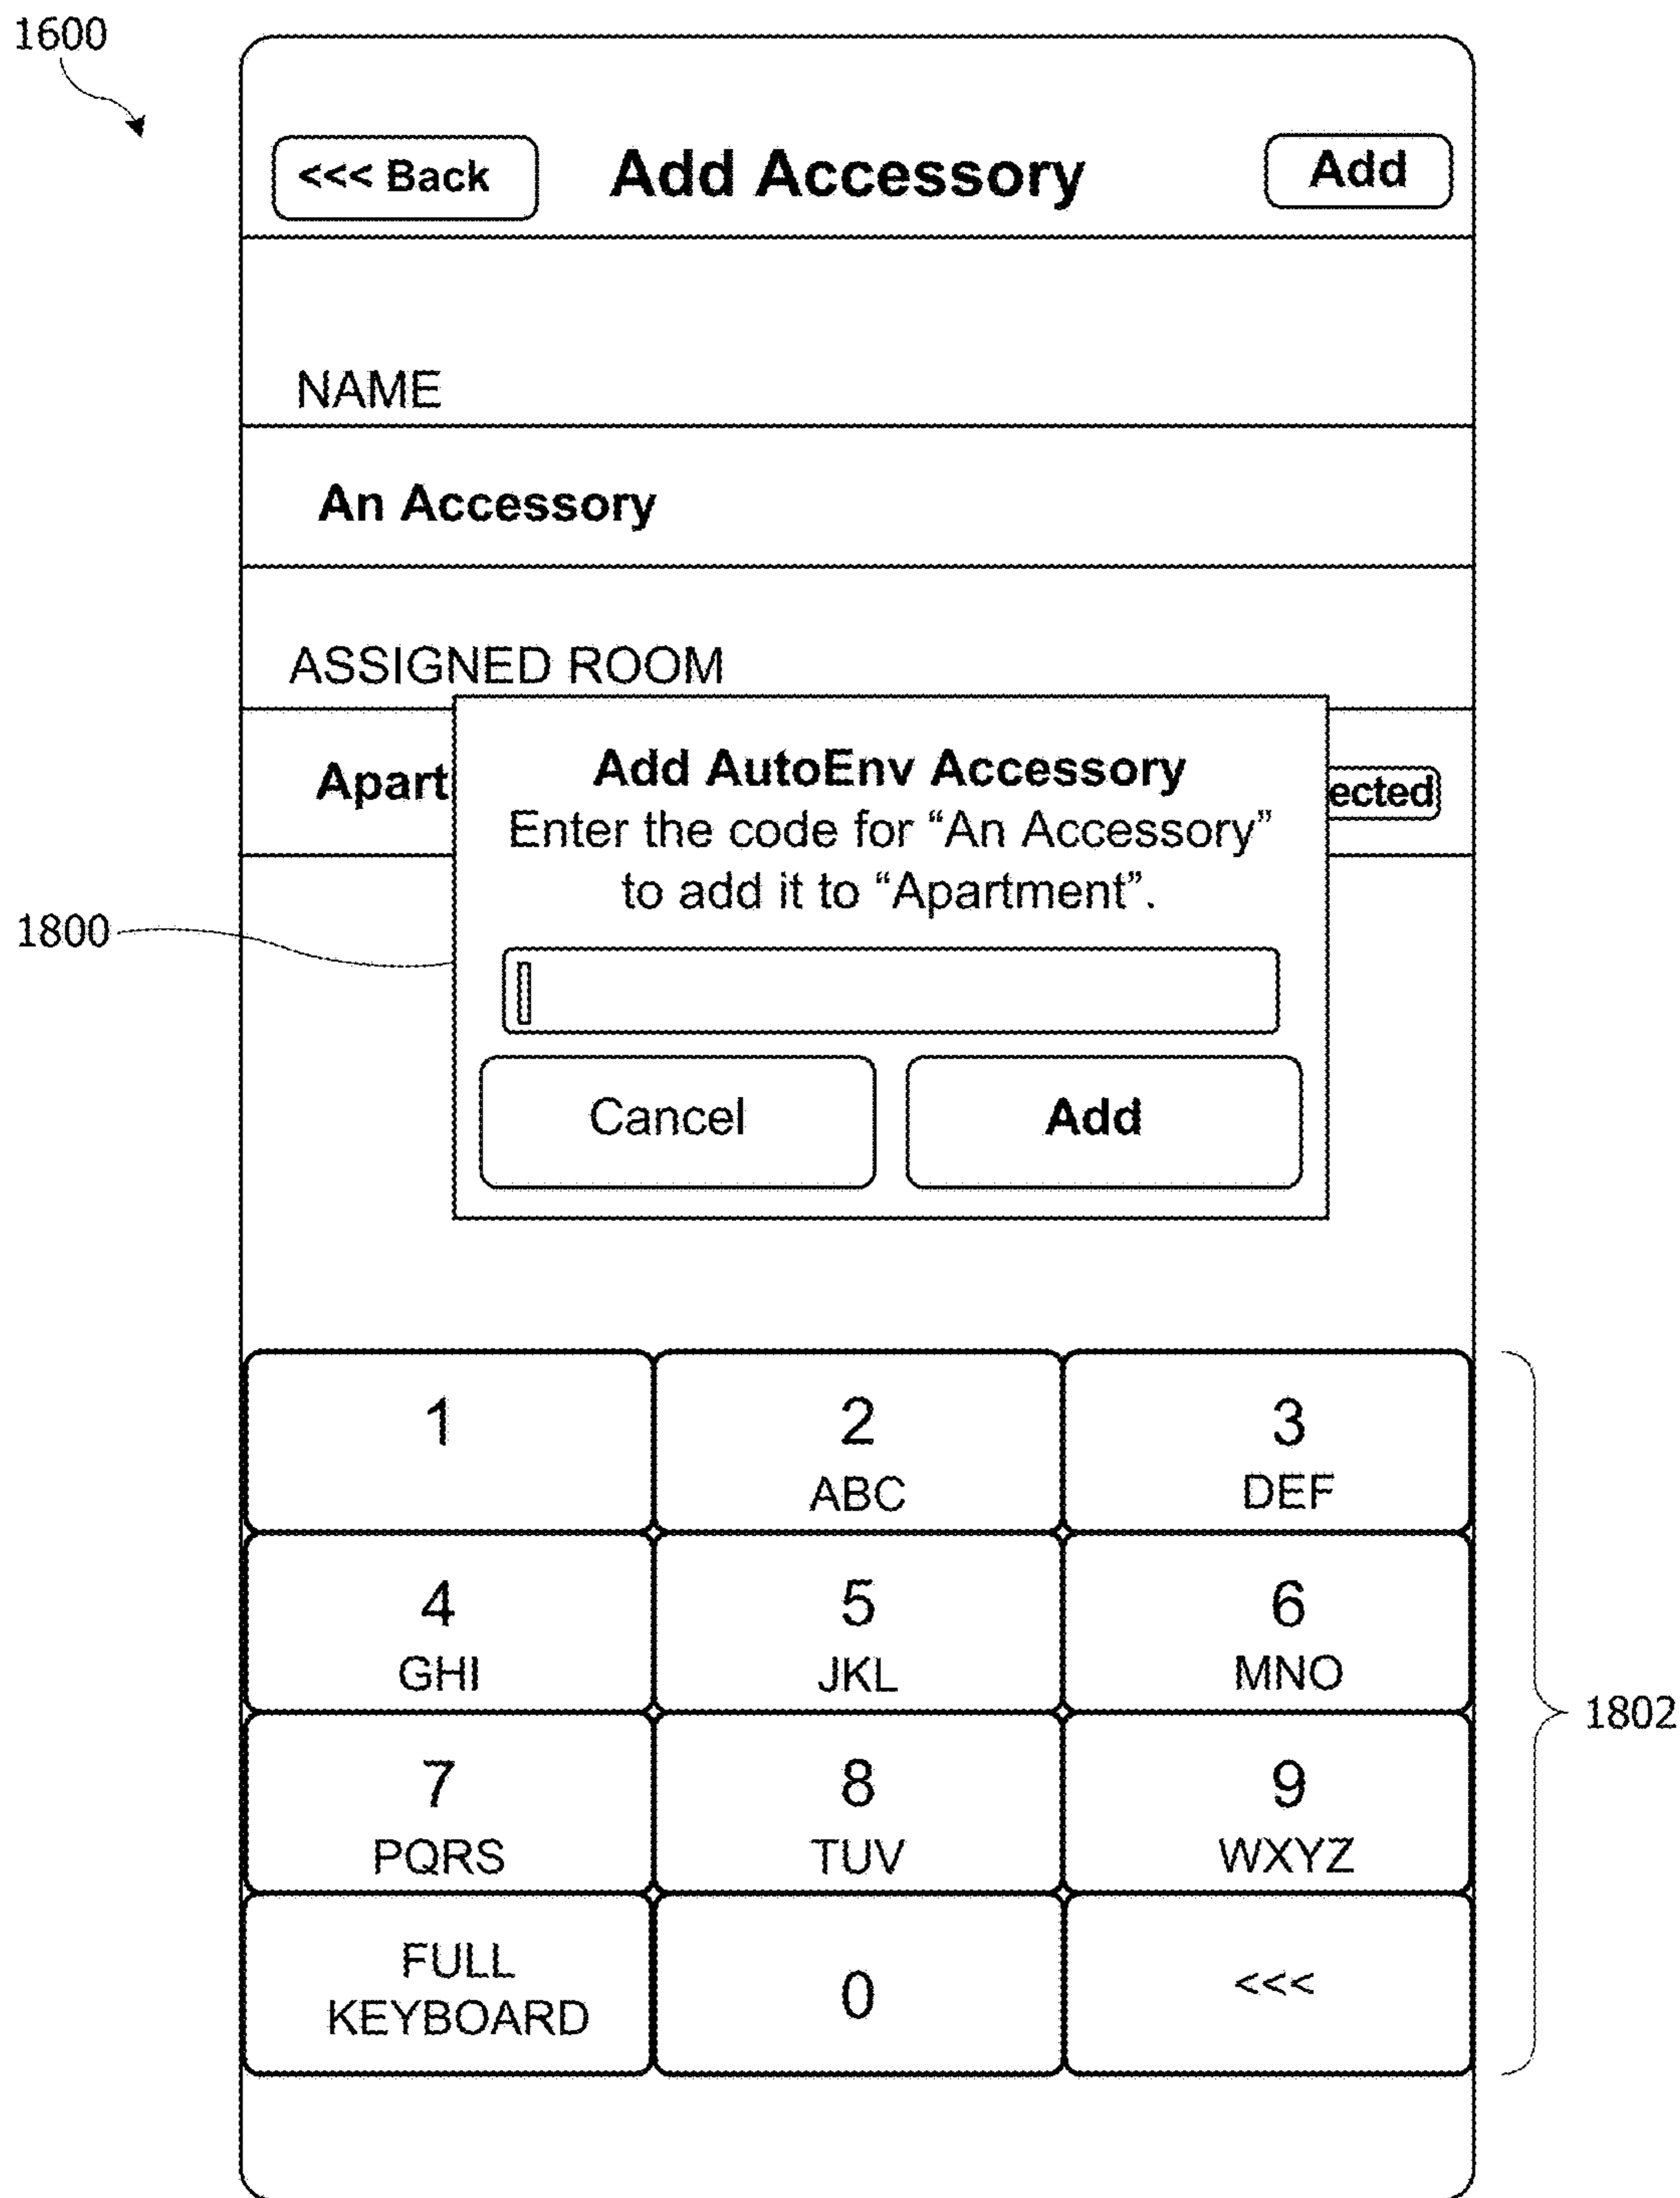 1600
<<< Back Add Accessory Add
NAME
An Accessory
ASSIGNED ROOM
Apart ected
Add AutoEnv Accessory
Enter the code for “An Accessory”
to add it to “Apartment”.
1800
Cancel Add
1 2 3
ABC DEF
4 5 6
GHI JKL MNO
1802
7 8 9
PQRS TUV WXYZ
FULL
KEYBOARD 0 <<<